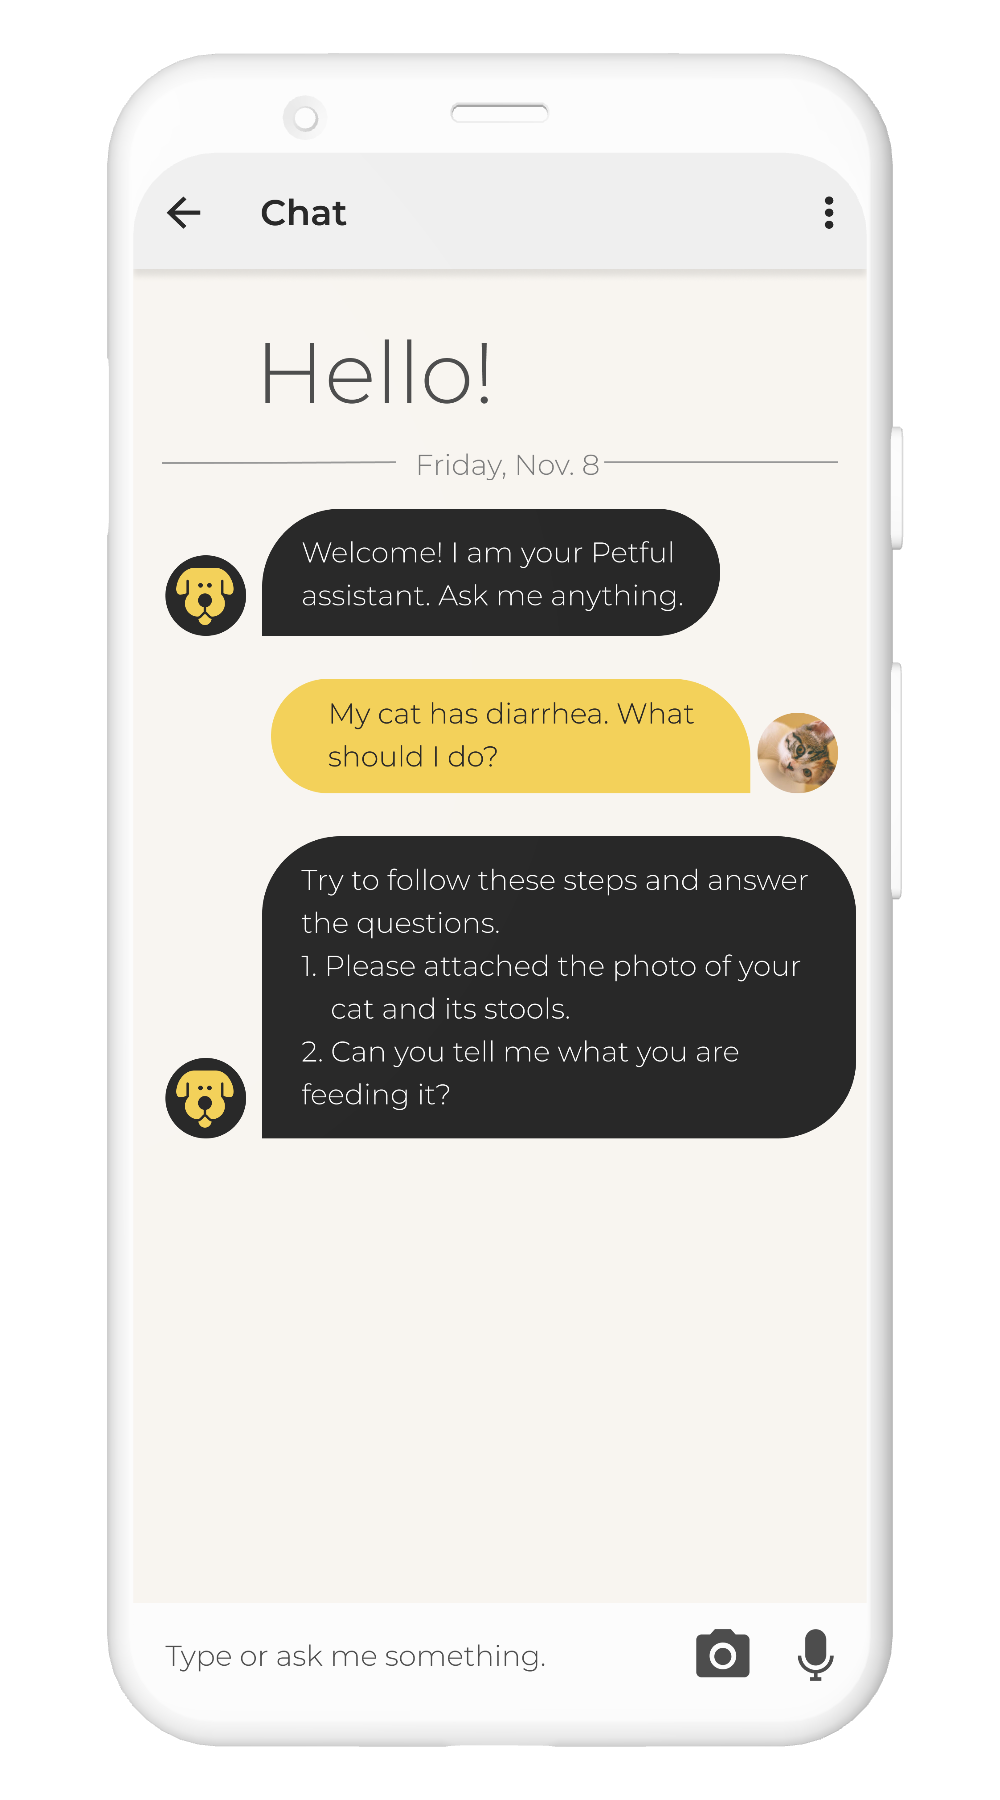 Chat
Hello!
Friday, Nov. 8
Welcome! I am your Petful
assistant. Ask me anything.
My cat has diarrhea. What
should I do?
Try to follow these steps and answer
the questions.
1. Please attached the photo of your
cat and its stools.
2. Can you tell me what you are
feeding it?
Type or ask me something.